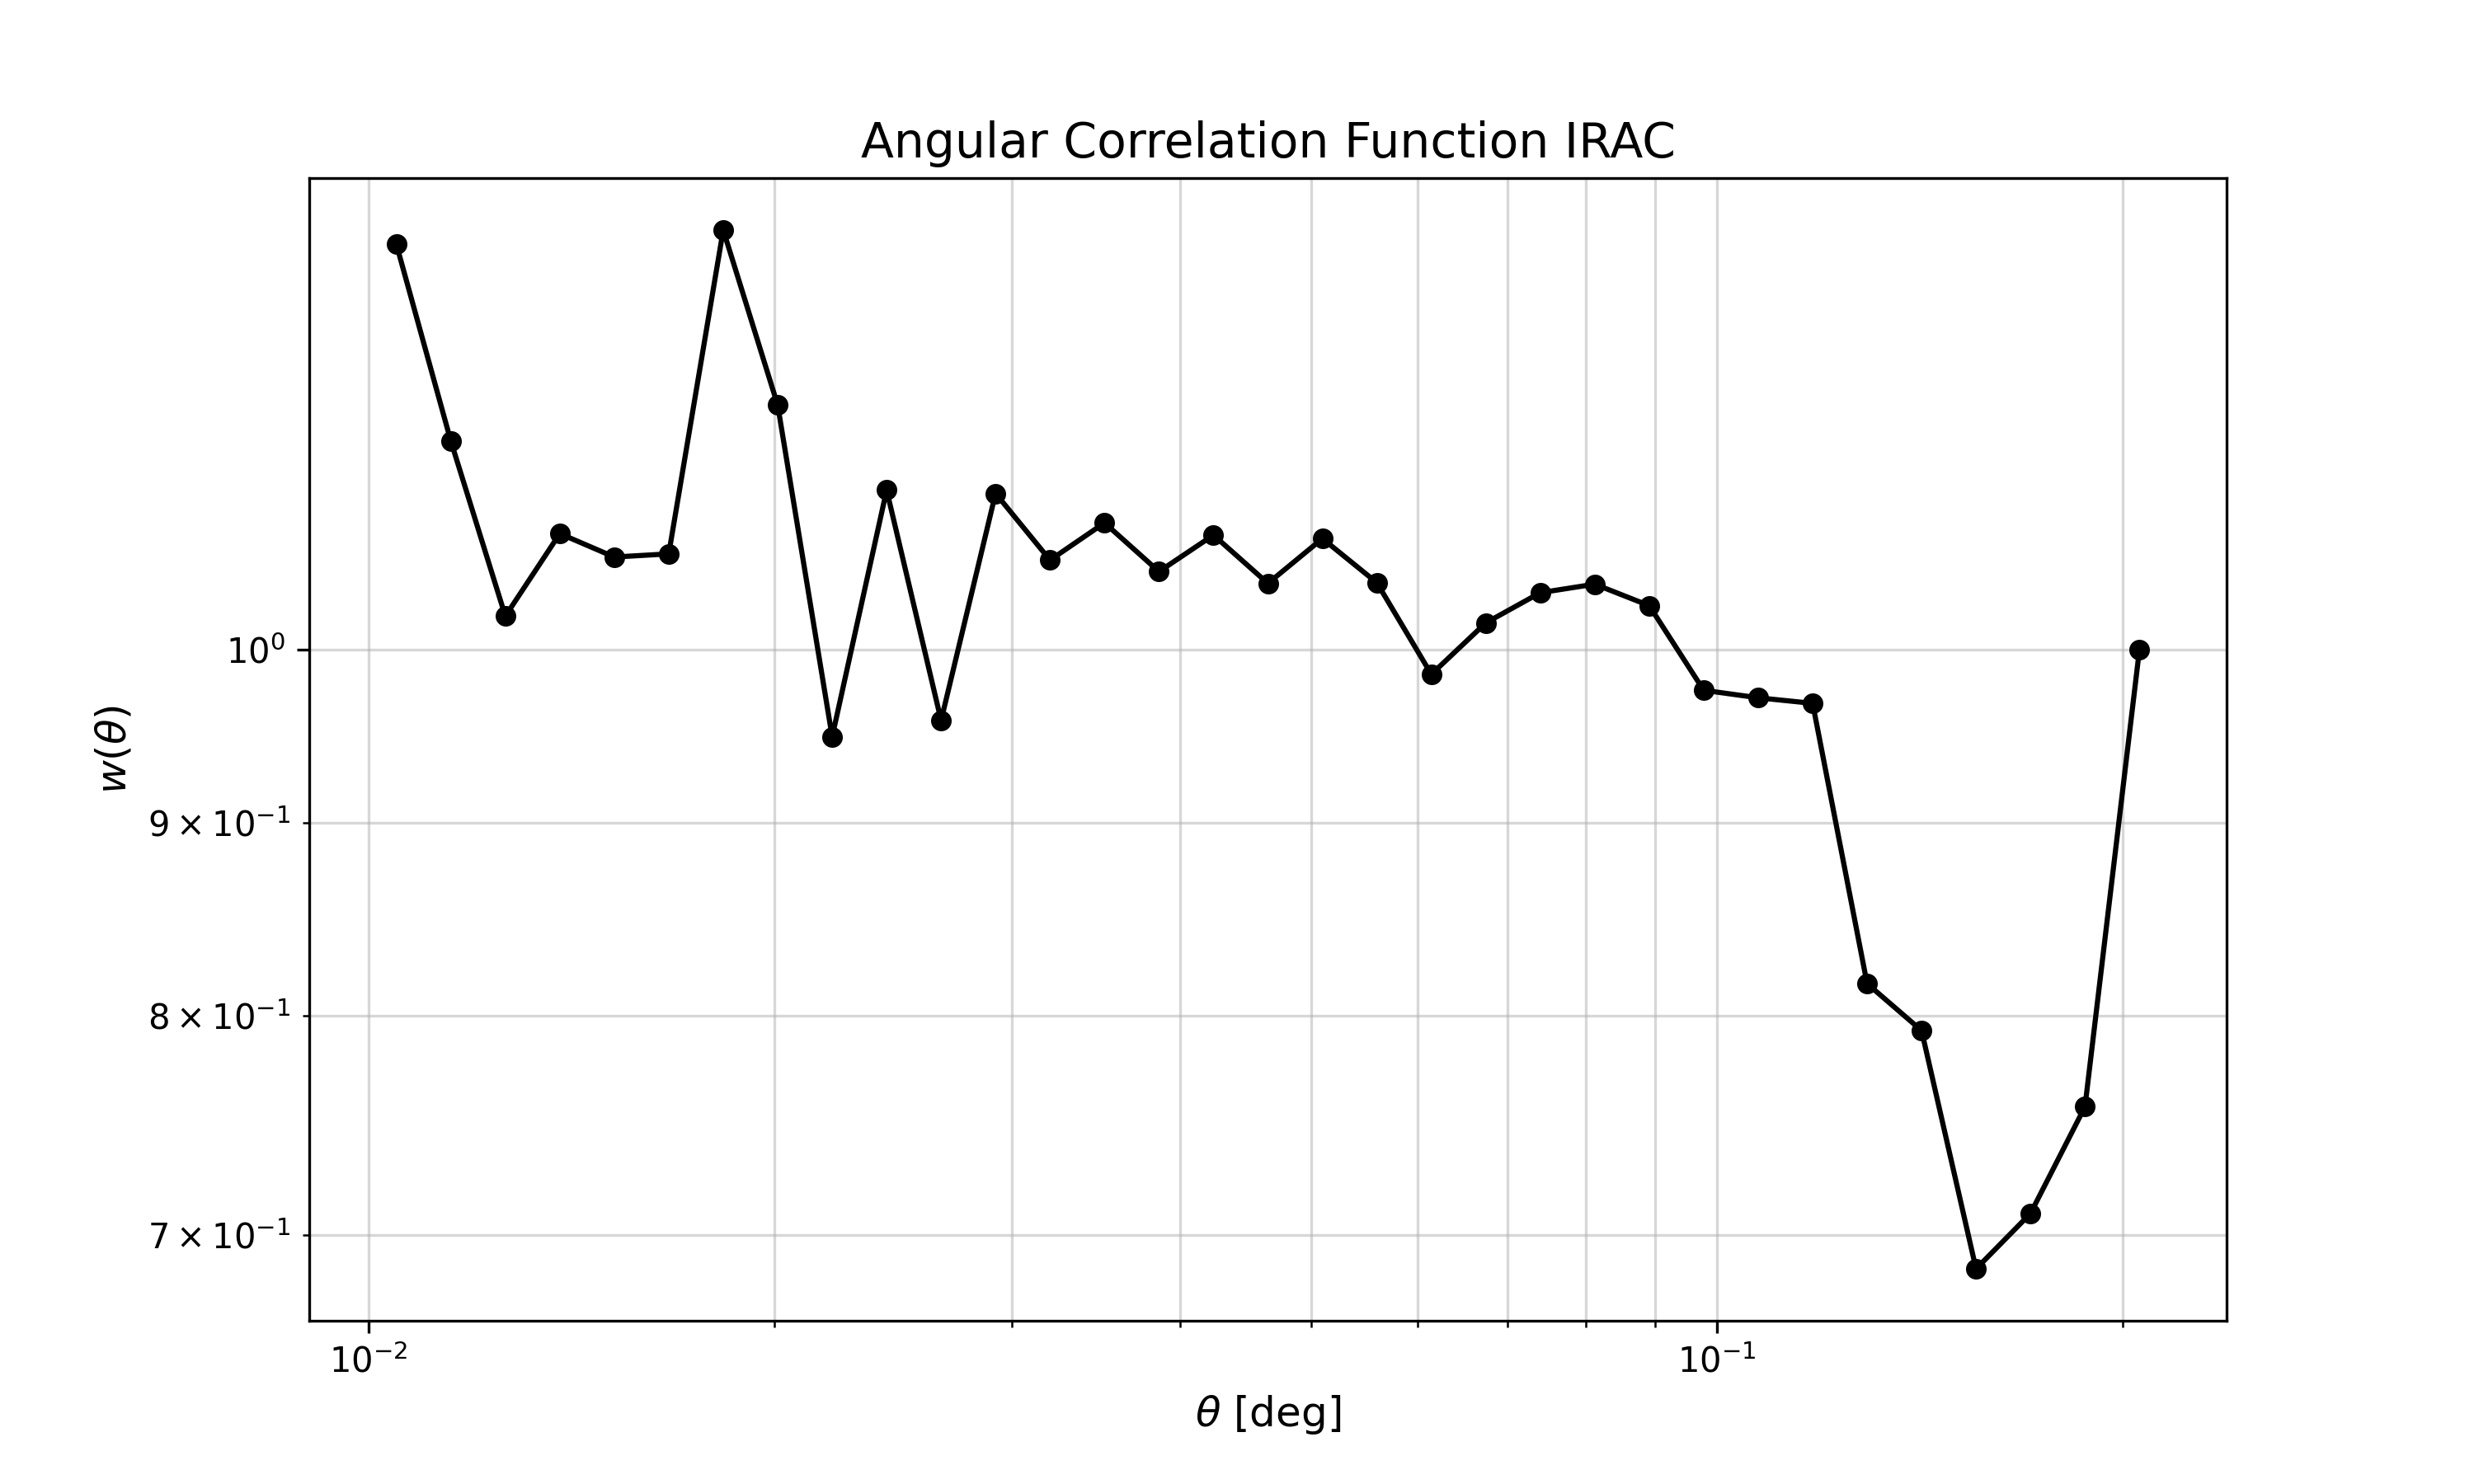 Angular Correlation Function IRAC
10⁰
9 × 10⁻¹
8 × 10⁻¹
7 × 10⁻¹
w(θ)
10⁻² 10⁻¹
θ [deg]